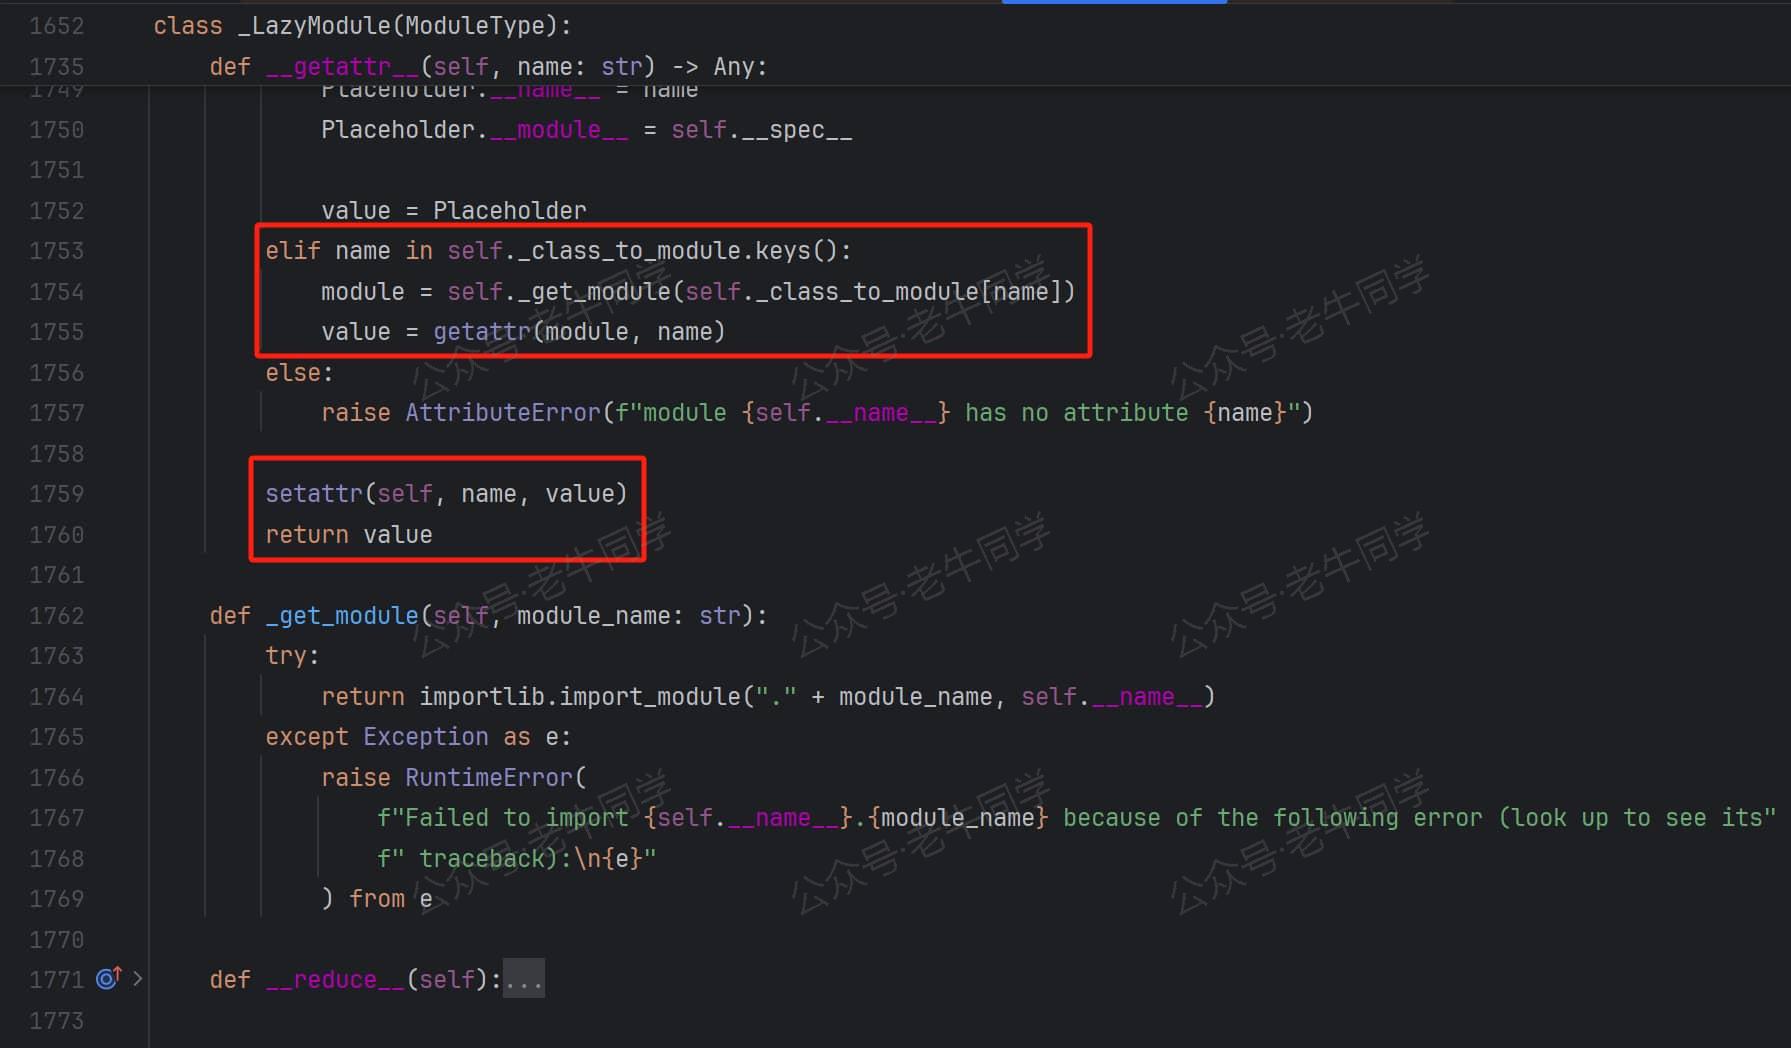 1652 class _LazyModule(ModuleType):
1735 def __getattr__(self, name: str) -> Any:
1749 Placeholder.__name__ = name
1750 Placeholder.__module__ = self.__spec__
1751
1752 value = Placeholder
1753 elif name in self._class_to_module.keys():
1754 module = self._get_module(self._class_to_module[name])
1755 value = getattr(module, name)
1756 else:
1757 raise AttributeError(f"module {self.__name__} has no attribute {name}")
1758
1759 setattr(self, name, value)
1760 return value
1761
1762 def _get_module(self, module_name: str):
1763 try:
1764 return importlib.import_module("." + module_name, self.__name__)
1765 except Exception as e:
1766 raise RuntimeError(
1767 f"Failed to import {self.__name__}.{module_name} because of the following error (look up to see its"
1768 f" traceback):\n{e}"
1769 ) from e
1770
1771 def __reduce__(self):...
1773
公众号·老牛同学
公众号·老牛同学
公众号·老牛同学
公众号·老牛同学
公众号·老牛同学
公众号·老牛同学
公众号·老牛同学
公众号·老牛同学
公众号·老牛同学